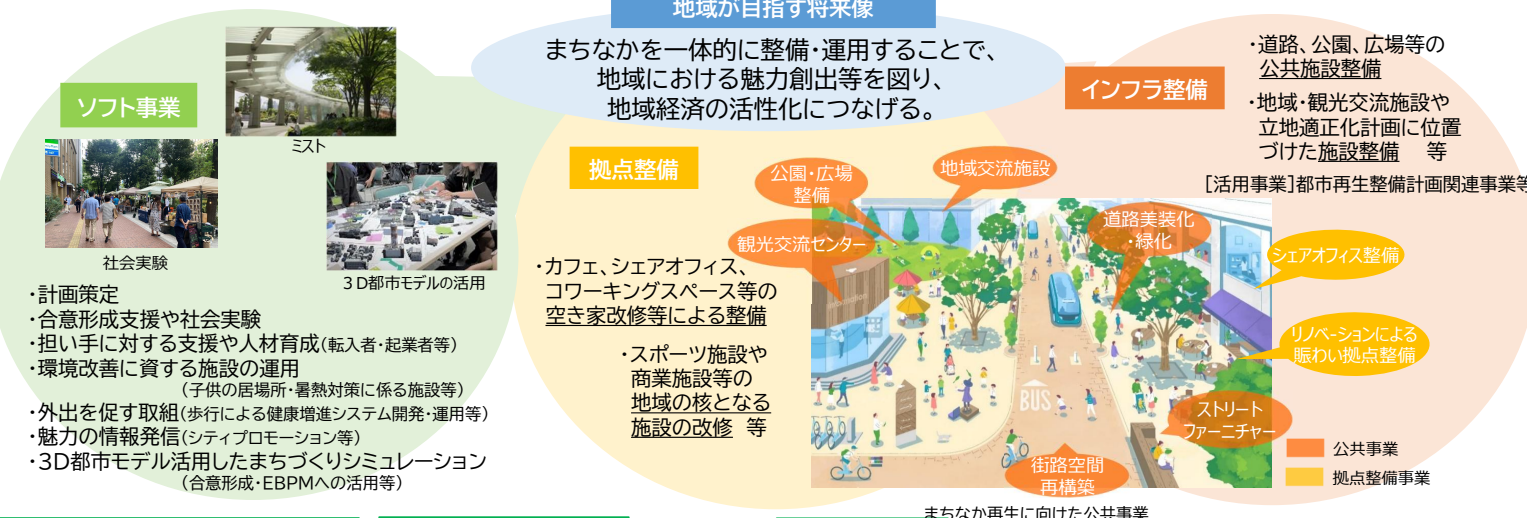 地域が目指す将来像
まちなかを一体的に整備・運用することで、
地域における魅力創出等を図り、
地域経済の活性化につなげる。
ソフト事業
ミスト
社会実験
3D都市モデルの活用
・計画策定
・合意形成支援や社会実験
・担い手に対する支援や人材育成(転入者・起業者等)
・環境改善に資する施設の運用
(子供の居場所・暑熱対策に係る施設等)
・外出を促す取組(歩行による健康増進システム開発・運用等)
・魅力の情報発信(シティプロモーション等)
・3D都市モデル活用したまちづくりシミュレーション
(合意形成・EBPMへの活用等)
拠点整備
・カフェ、シェアオフィス、
コワーキングスペース等の
空き家改修等による整備
・スポーツ施設や
商業施設等の
地域の核となる
施設の改修 等
インフラ整備
・道路、公園、広場等の
公共施設整備
・地域・観光交流施設や
立地適正化計画に位置
づけた施設整備 等
[活用事業]都市再生整備計画関連事業等
公園・広場
整備
地域交流施設
観光交流センター
道路美装化
・緑化
シェアオフィス整備
リノベーションによる
賑わい拠点整備
ストリート
ファーニチャー
街路空間
再構築
information
BUS
公共事業
拠点整備事業
まちなか再生に向けた公共事業